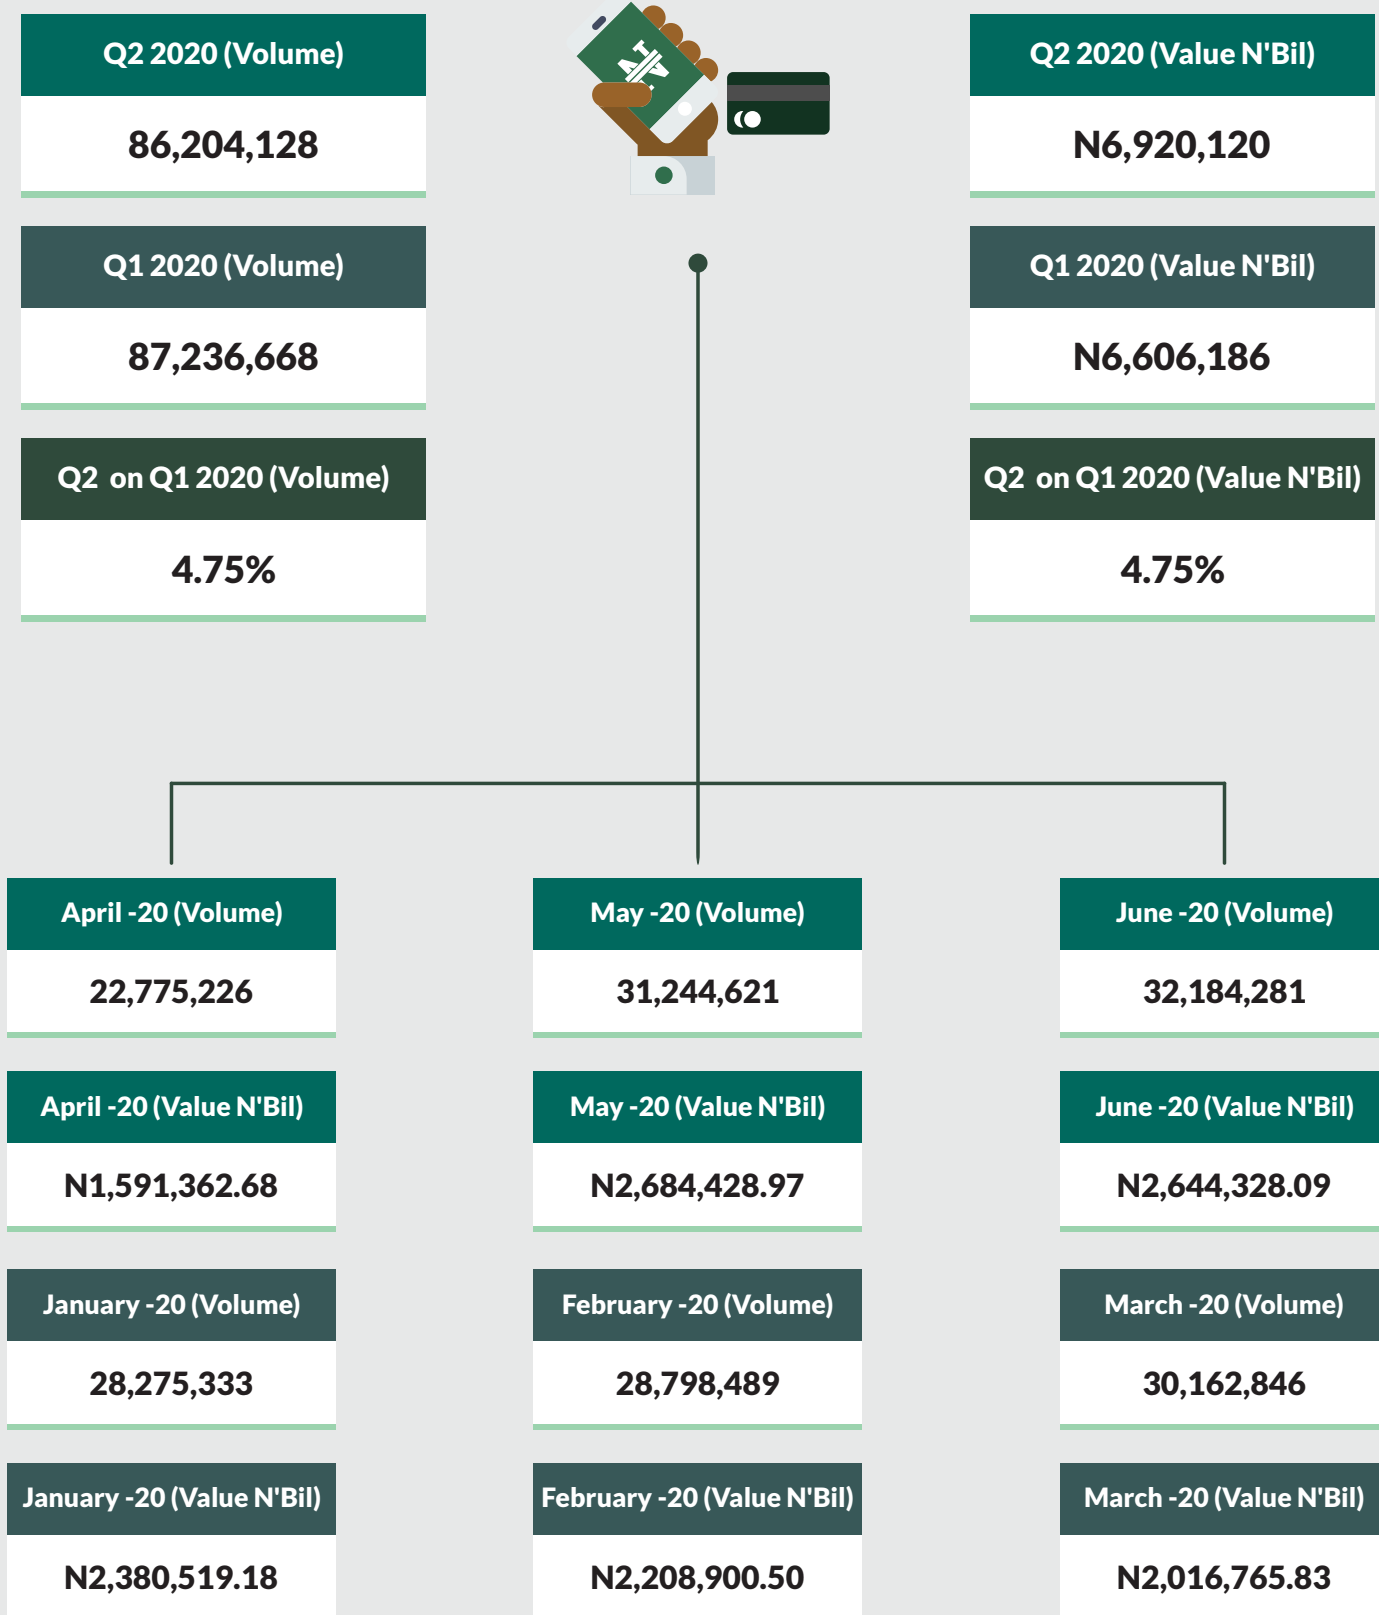 Q2 2020 (Volume)
86,204,128
Q2 2020 (Value N'Bil)
N6,920,120
Q1 2020 (Volume)
87,236,668
Q1 2020 (Value N'Bil)
N6,606,186
Q2 on Q1 2020 (Volume)
4.75%
Q2 on Q1 2020 (Value N'Bil)
4.75%
April -20 (Volume)
22,775,226
May -20 (Volume)
31,244,621
June -20 (Volume)
32,184,281
April -20 (Value N'Bil)
N1,591,362.68
May -20 (Value N'Bil)
N2,684,428.97
June -20 (Value N'Bil)
N2,644,328.09
January -20 (Volume)
28,275,333
February -20 (Volume)
28,798,489
March -20 (Volume)
30,162,846
January -20 (Value N'Bil)
N2,380,519.18
February -20 (Value N'Bil)
N2,208,900.50
March -20 (Value N'Bil)
N2,016,765.83